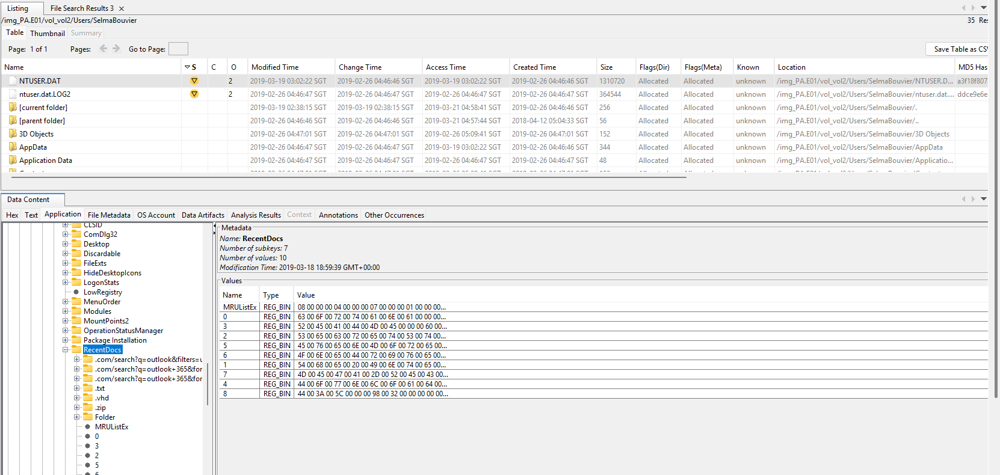 Listing File Search Results 3 ×
/img_PA.E01/vol_vol2/Users/SelmaBouvier 35 Res
Table Thumbnail Summary
Page: 1 of 1 Pages: Go to Page: Save Table as CSV
Name S C O Modified Time Change Time Access Time Created Time Size Flags(Dir) Flags(Meta) Known Location MD5 Has
NTUSER.DAT 2 2019-03-19 03:02:22 SGT 2019-02-26 04:46:46 SGT 2019-03-19 03:02:22 SGT 2019-02-26 04:46:46 SGT 1310720 Allocated Allocated unknown /img_PA.E01/vol_vol2/Users/SelmaBouvier/NTUSER.D... a3f18f807
ntuser.dat.LOG2 2 2019-02-26 04:46:46 SGT 2019-02-26 04:46:47 SGT 2019-02-26 04:46:46 SGT 2019-02-26 04:46:46 SGT 364544 Allocated Allocated unknown /img_PA.E01/vol_vol2/Users/SelmaBouvier/ntuser.dat.... ddce9e6e
[current folder] 2019-03-19 02:38:15 SGT 2019-03-19 02:38:15 SGT 2019-03-21 04:58:41 SGT 2019-02-26 04:46:46 SGT 256 Allocated Allocated unknown /img_PA.E01/vol_vol2/Users/SelmaBouvier/.
[parent folder] 2019-02-26 04:46:46 SGT 2019-02-26 04:46:46 SGT 2019-03-21 04:57:44 SGT 2018-04-12 05:04:33 SGT 56 Allocated Allocated unknown /img_PA.E01/vol_vol2/Users/SelmaBouvier/..
3D Objects 2019-02-26 04:47:01 SGT 2019-02-26 04:47:01 SGT 2019-02-26 05:09:41 SGT 2019-02-26 04:47:01 SGT 152 Allocated Allocated unknown /img_PA.E01/vol_vol2/Users/SelmaBouvier/3D Objects
AppData 2019-02-26 04:46:47 SGT 2019-02-26 04:46:47 SGT 2019-03-19 03:02:22 SGT 2019-02-26 04:46:46 SGT 344 Allocated Allocated unknown /img_PA.E01/vol_vol2/Users/SelmaBouvier/AppData
Application Data 2019-02-26 04:46:47 SGT 2019-02-26 04:46:47 SGT 2019-02-26 04:46:47 SGT 2019-02-26 04:46:47 SGT 48 Allocated Allocated unknown /img_PA.E01/vol_vol2/Users/SelmaBouvier/Applicatio...
Data Content
Hex Text Application File Metadata OS Account Data Artifacts Analysis Results Context Annotations Other Occurrences
CLSID
ComDlg32
Desktop
Discardable
FileExts
HideDesktopIcons
LogonStats
LowRegistry
MenuOrder
Modules
MountPoints2
OperationStatusManager
Package Installation
RecentDocs
.com/search?q=outlook&filters=u
.com/search?q=outlook+365&for
.com/search?q=outlook+365&for
.txt
.vhd
.zip
Folder
MRUListEx
0
3
2
5
6
Metadata
Name: RecentDocs
Number of subkeys: 7
Number of values: 10
Modification Time: 2019-03-18 18:59:39 GMT+00:00
Values
Name Type Value
MRUListEx REG_BIN 08 00 00 00 04 00 00 00 07 00 00 00 01 00 00 00...
0 REG_BIN 63 00 6F 00 72 00 74 00 61 00 6E 00 61 00 00 00...
3 REG_BIN 52 00 45 00 41 00 44 00 4D 00 45 00 00 00 60 00...
2 REG_BIN 53 00 65 00 63 00 72 00 65 00 74 00 53 00 74 00...
5 REG_BIN 45 00 76 00 65 00 6E 00 4D 00 6F 00 72 00 65 00...
6 REG_BIN 4F 00 6E 00 65 00 44 00 72 00 69 00 76 00 65 00...
1 REG_BIN 54 00 68 00 65 00 20 00 49 00 6E 00 74 00 65 00...
7 REG_BIN 4D 00 45 00 47 00 41 00 2D 00 52 00 45 00 43 00...
4 REG_BIN 44 00 6F 00 77 00 6E 00 6C 00 6F 00 61 00 64 00...
8 REG_BIN 44 00 3A 00 5C 00 00 00 98 00 32 00 00 00 00 00...